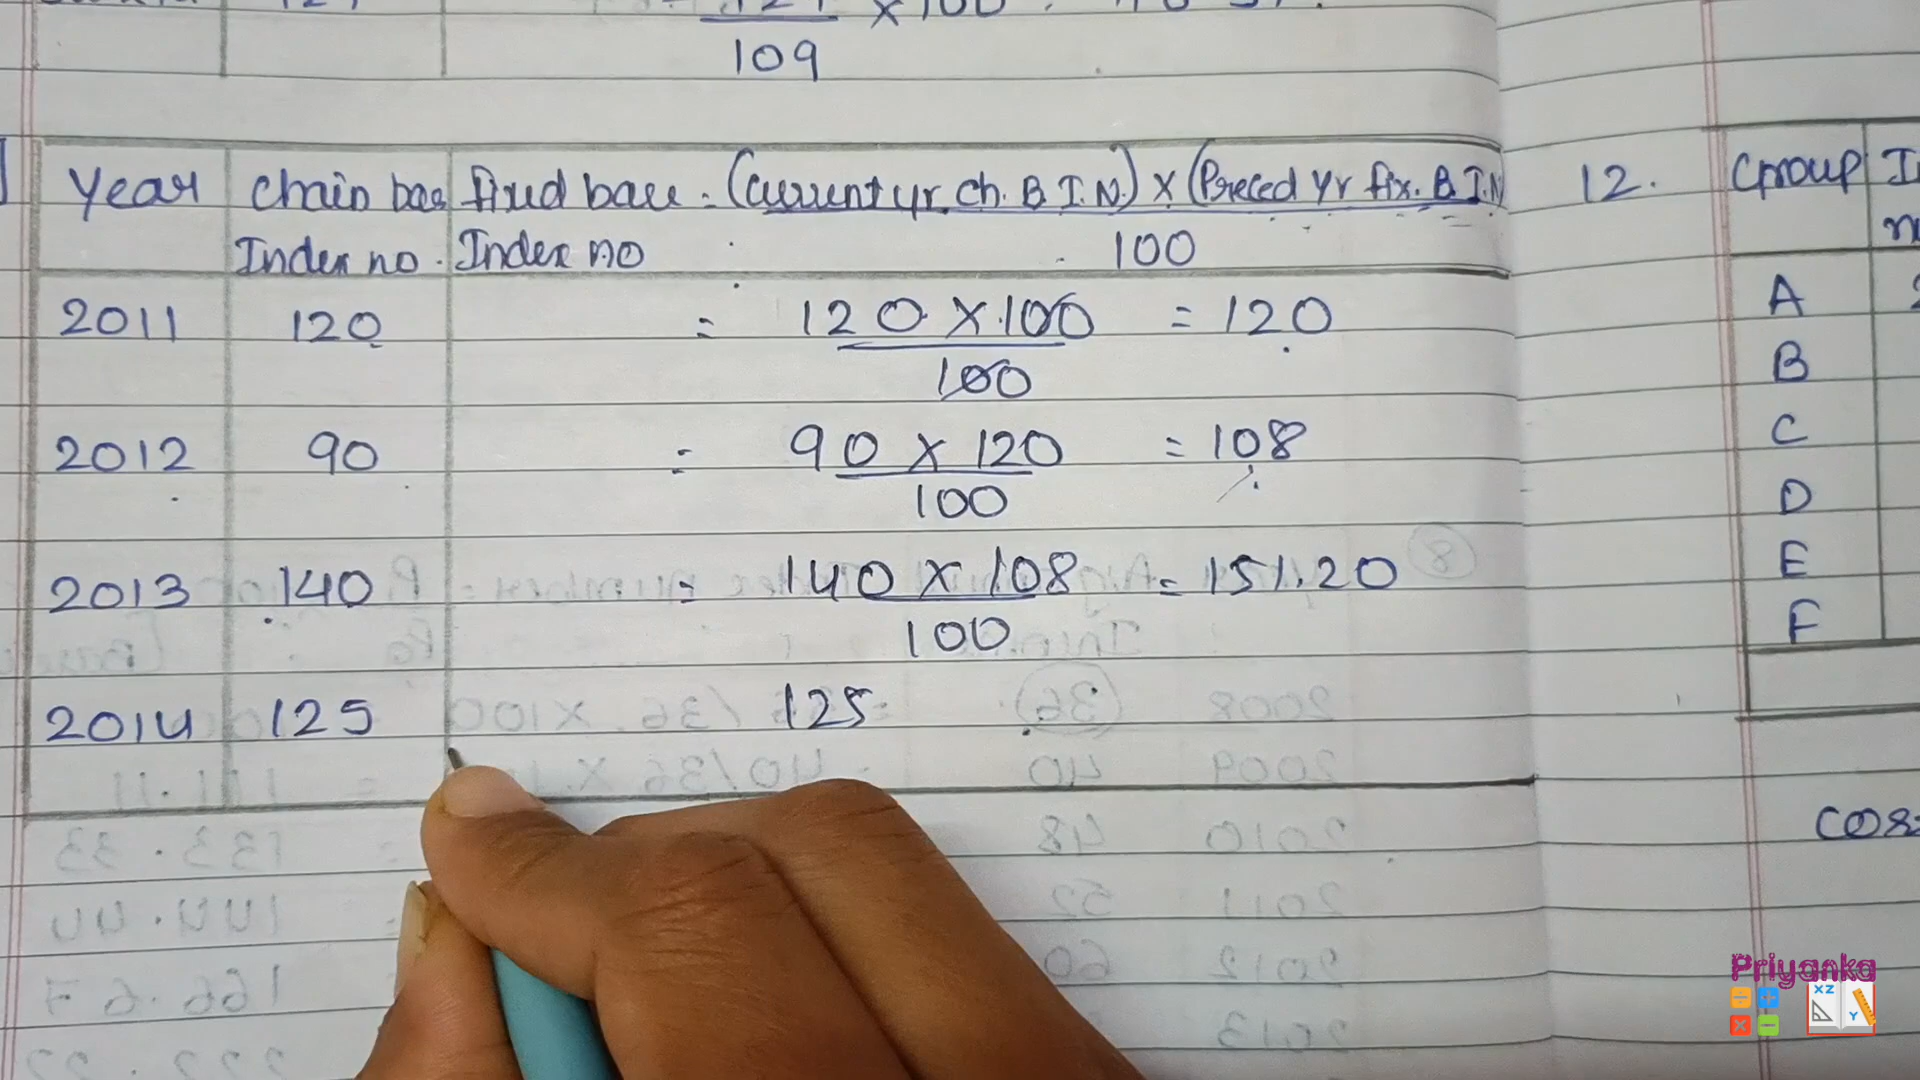 109
x100
Year
Chain bas
Index no.
fixed base = (current yr. ch. B I.N.) x (Preced yr fix. B.I.N
Index no
100
2011 120 = 120 x 100 = 120
100
2012 90 = 90 x 120 = 108
100
2013 140 = 140 x 108 = 151.20
100
2014 125 125
12.
Group
A
B
C
D
E
F
Priyanka